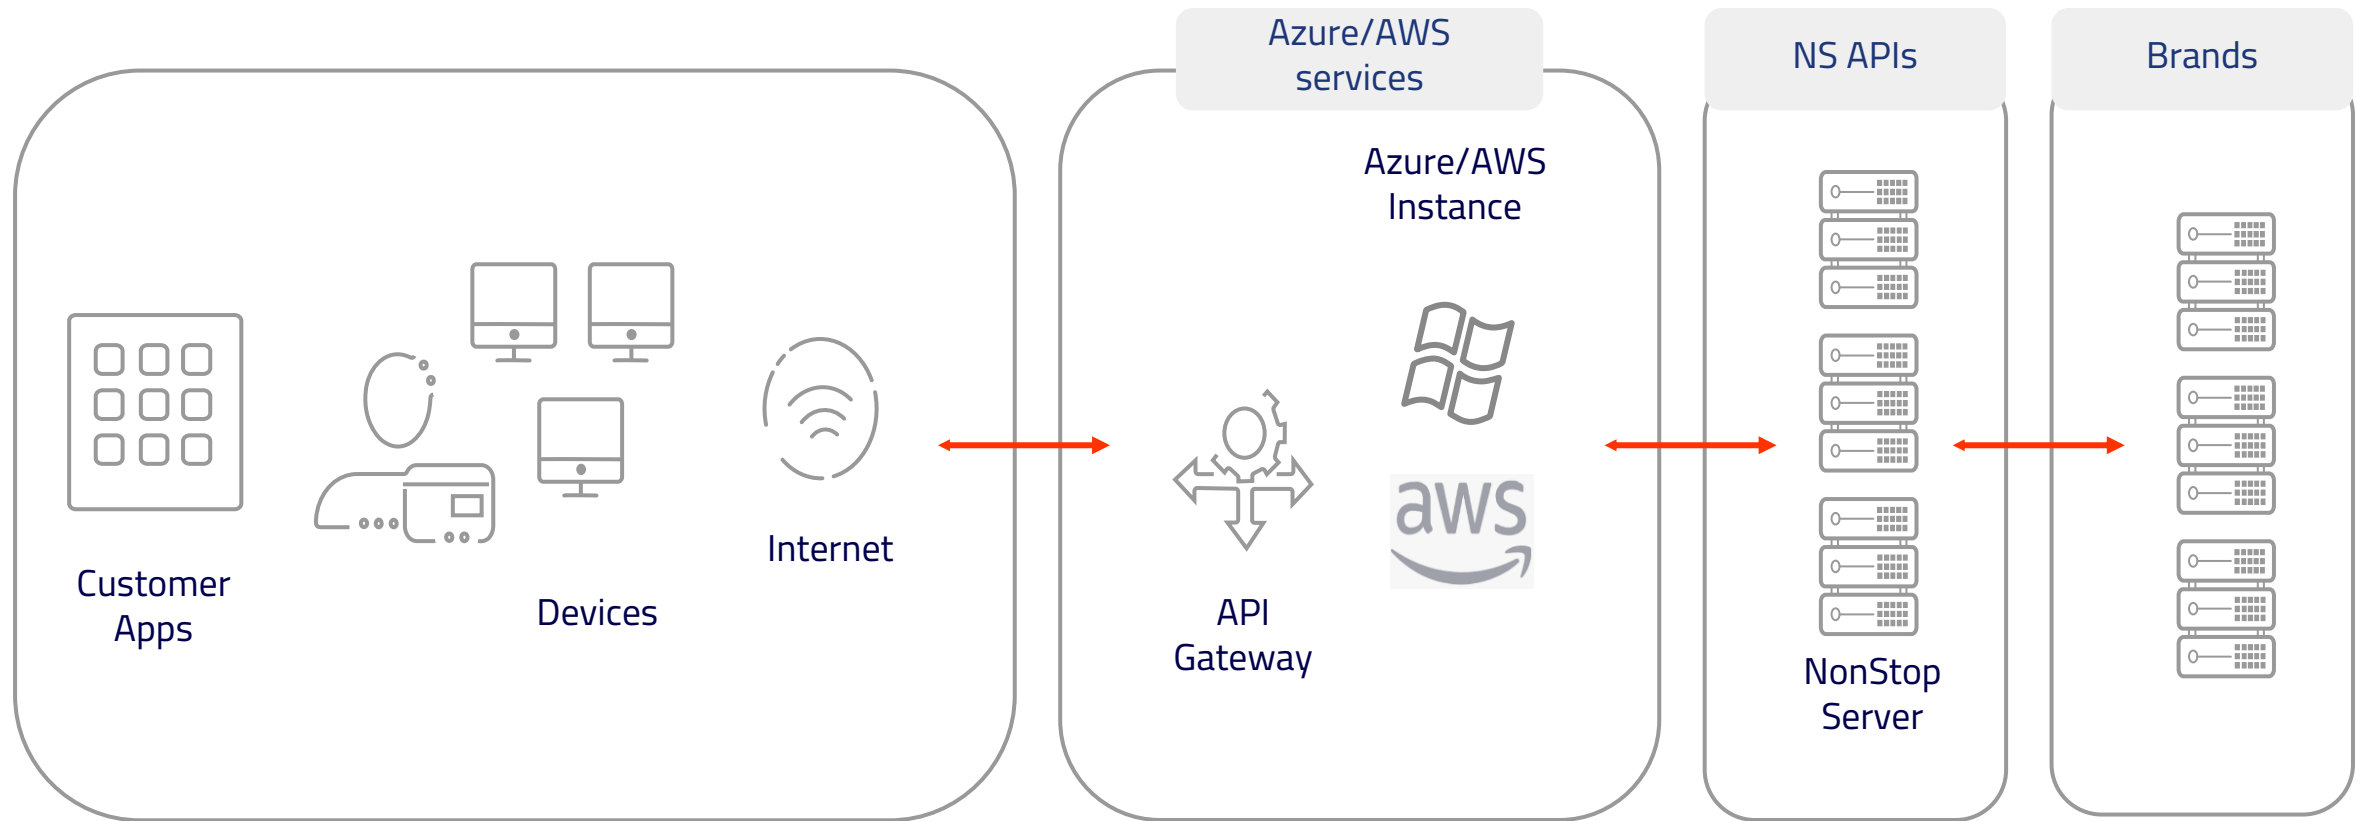 Azure/AWS
services
NS APIs
Brands
Azure/AWS
Instance
Customer
Apps
Devices
Internet
API
Gateway
aws
NonStop
Server